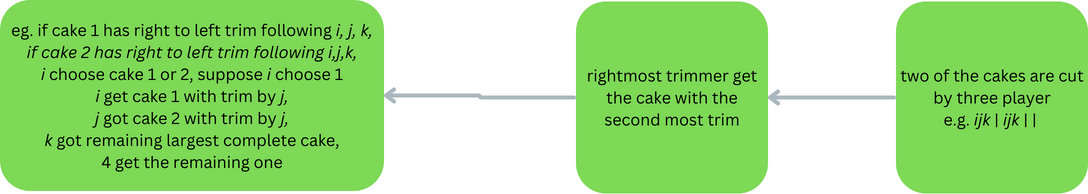 eg. if cake 1 has right to left trim following i, j, k,
if cake 2 has right to left trim following i,j,k,
i choose cake 1 or 2, suppose i choose 1
i get cake 1 with trim by j,
j got cake 2 with trim by j,
k got remaining largest complete cake,
4 get the remaining one
rightmost trimmer get
the cake with the
second most trim
two of the cakes are cut
by three player
e.g. ijk | ijk | |